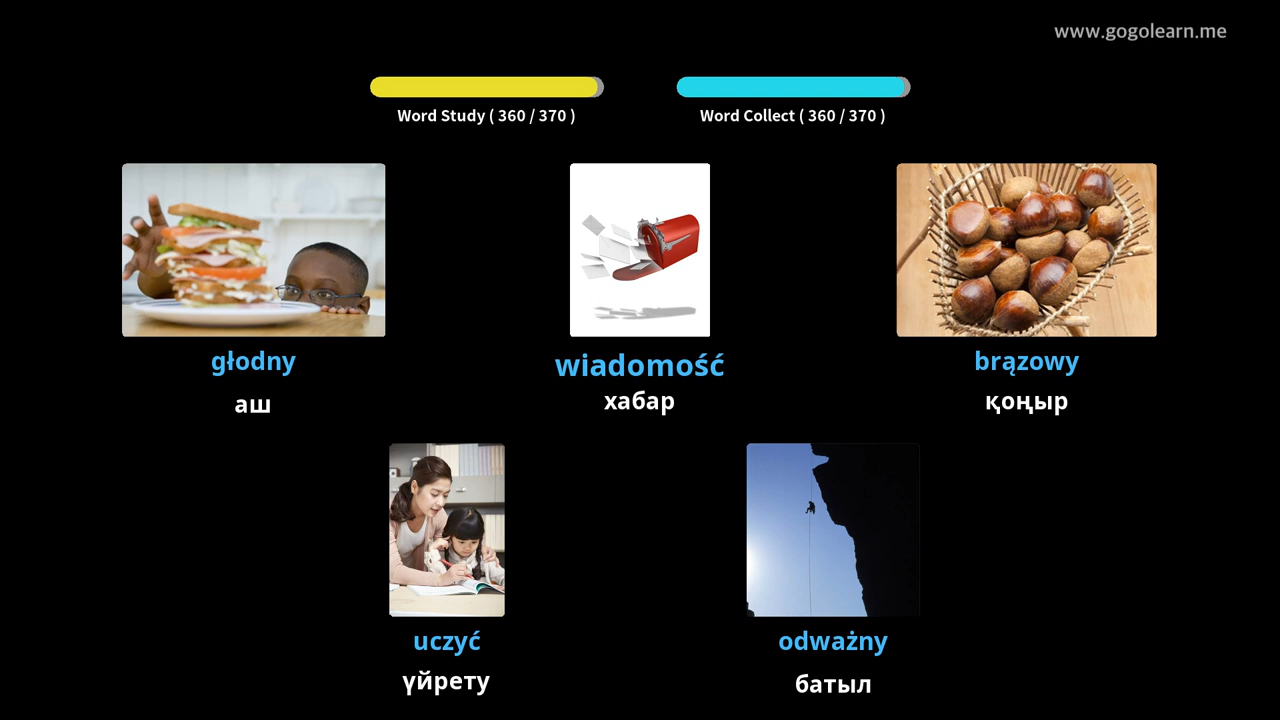 www.gogolearn.me
Word Study ( 360 / 370 )
Word Collect ( 360 / 370 )
głodny
аш
wiadomość
хабар
brązowy
қоңыр
uczyć
үйрету
odważny
батыл